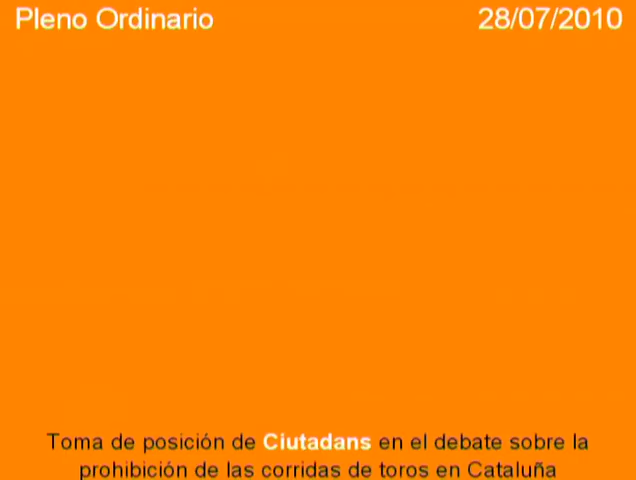 Pleno Ordinario 28/07/2010
Toma de posición de Ciutadans en el debate sobre la
prohibición de las corridas de toros en Cataluña